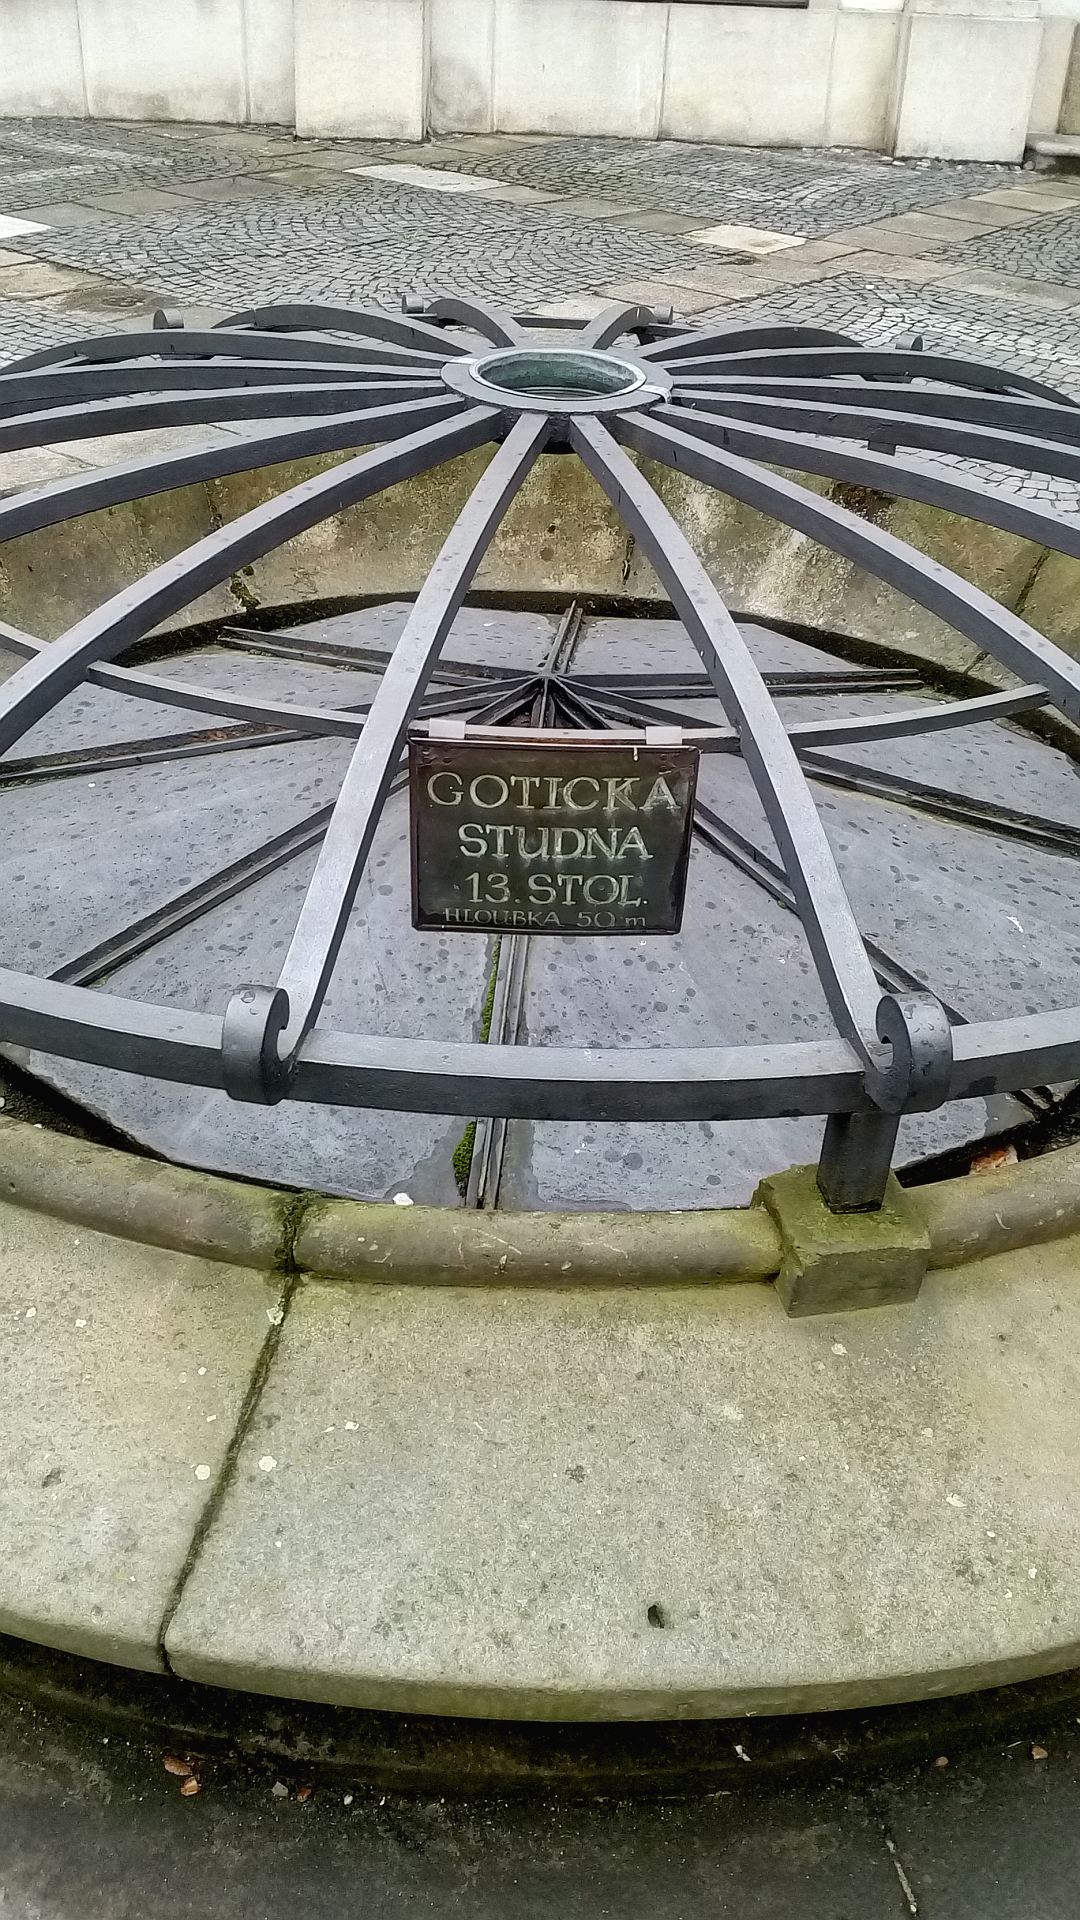 GOTICKÁ
STUDNA
13. STOL.
HLOUBKA 50 m